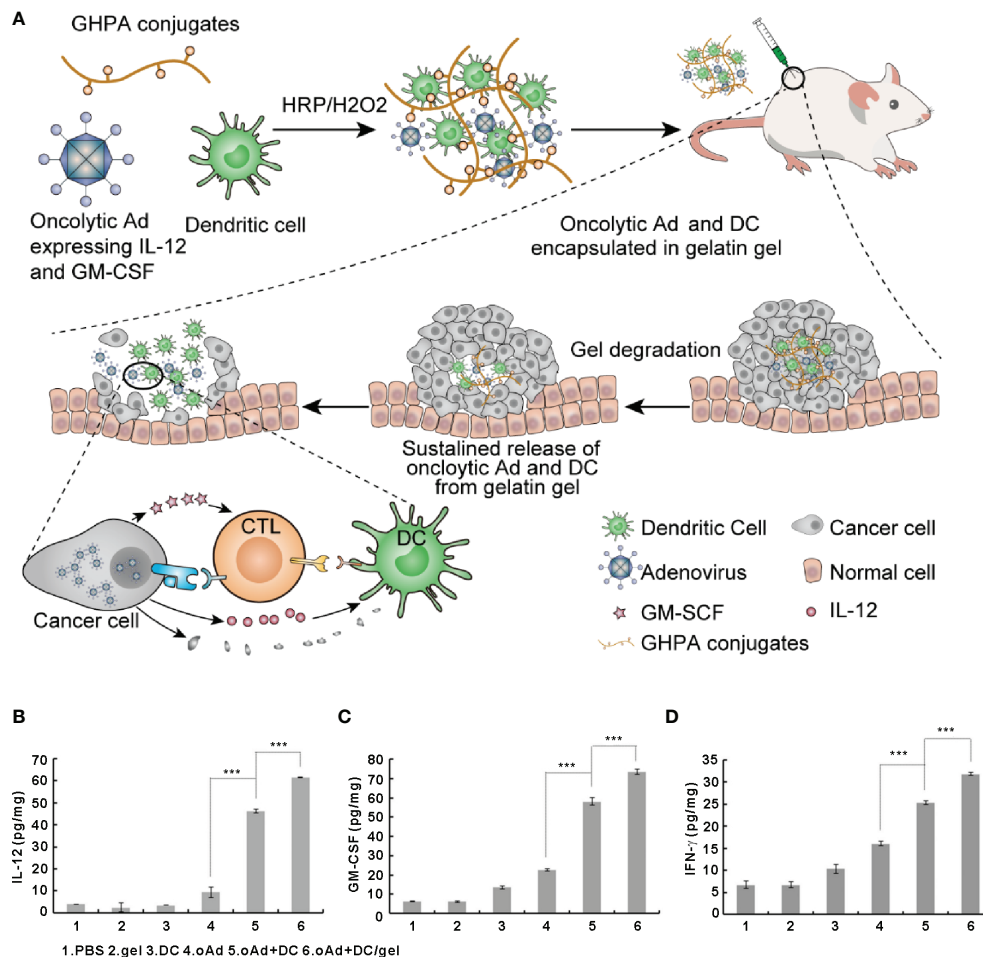 A
GHPA conjugates
HRP/H2O2
Oncolytic Ad
expressing IL-12
and GM-CSF
Dendritic cell
Oncolytic Ad and DC
encapsulated in gelatin gel
Gel degradation
Sustalined release of
oncloytic Ad and DC
from gelatin gel
CTL
DC
Cancer cell
Dendritic Cell
Cancer cell
Adenovirus
Normal cell
GM-SCF
IL-12
GHPA conjugates
B
IL-12 (pg/mg)
70
60
50
40
30
20
10
0
*** ***
1 2 3 4 5 6
C
GM-CSF (pg/mg)
90
80
70
60
50
40
30
20
10
0
*** ***
1 2 3 4 5 6
D
IFN-γ (pg/mg)
35
30
25
20
15
10
5
0
*** ***
1 2 3 4 5 6
1.PBS 2.gel 3.DC 4.oAd 5.oAd+DC 6.oAd+DC/gel